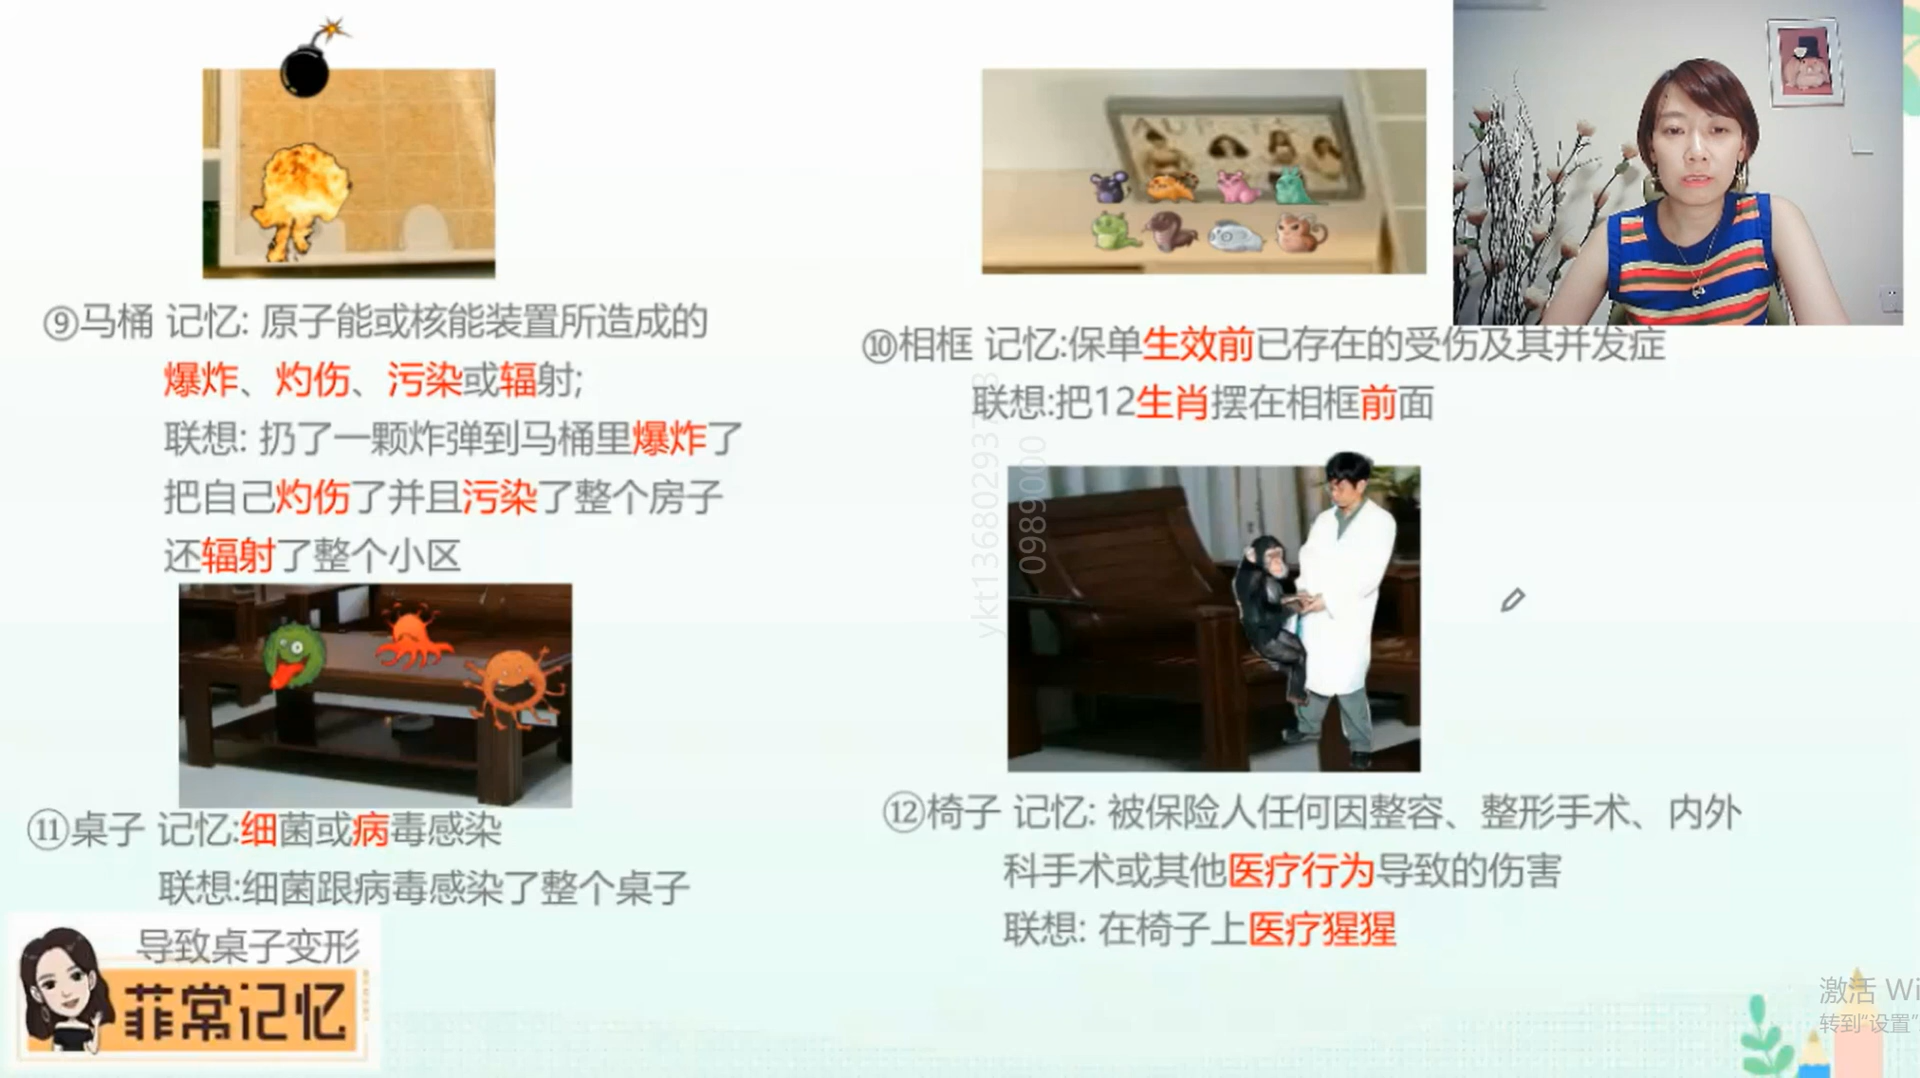 ⑨马桶 记忆: 原子能或核能装置所造成的
爆炸、灼伤、污染或辐射;
联想: 扔了一颗炸弹到马桶里爆炸了
把自己灼伤了并且污染了整个房子
还辐射了整个小区
⑩相框 记忆:保单生效前已存在的受伤及其并发症
联想:把12生肖摆在相框前面
⑪桌子 记忆:细菌或病毒感染
联想:细菌跟病毒感染了整个桌子
导致桌子变形
⑫椅子 记忆: 被保险人任何因整容、整形手术、内外
科手术或其他医疗行为导致的伤害
联想: 在椅子上医疗猩猩
菲常记忆
激活 Wi
转到"设置"